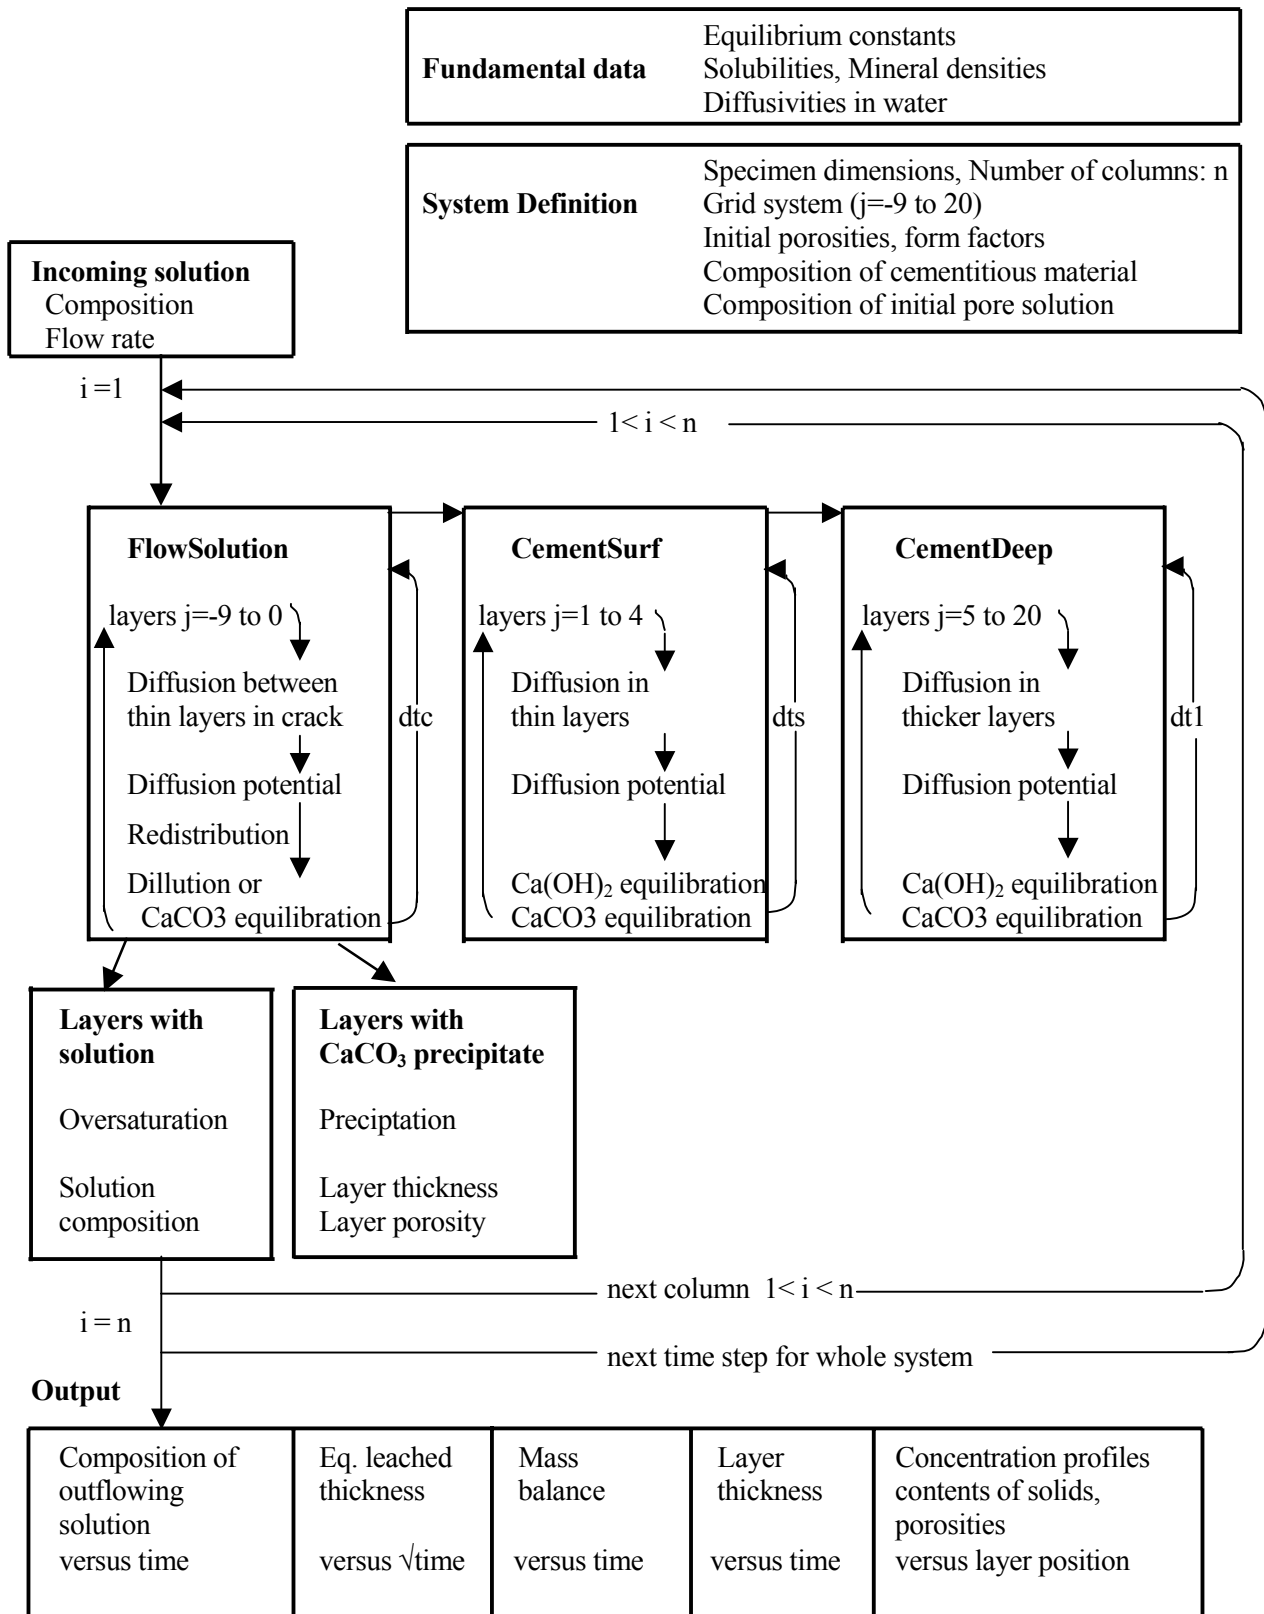 Equilibrium constants
Fundamental data Solubilities, Mineral densities
Diffusivities in water
Specimen dimensions, Number of columns: n
System Definition Grid system (j=-9 to 20)
Initial porosities, form factors
Composition of cementitious material
Composition of initial pore solution
Incoming solution
Composition
Flow rate
i =1
1< i < n
FlowSolution
layers j=-9 to 0
Diffusion between
thin layers in crack
dtc
Diffusion potential
Redistribution
Dillution or
CaCO3 equilibration
CementSurf
layers j=1 to 4
Diffusion in
thin layers
dts
Diffusion potential
Ca(OH)₂ equilibration
CaCO3 equilibration
CementDeep
layers j=5 to 20
Diffusion in
thicker layers
dt1
Diffusion potential
Ca(OH)₂ equilibration
CaCO3 equilibration
Layers with
solution
Oversaturation
Solution
composition
Layers with
CaCO₃ precipitate
Preciptation
Layer thickness
Layer porosity
next column 1< i < n
i = n
next time step for whole system
Output
Composition of
outflowing
solution
versus time
Eq. leached
thickness
versus √time
Mass
balance
versus time
Layer
thickness
versus time
Concentration profiles
contents of solids,
porosities
versus layer position